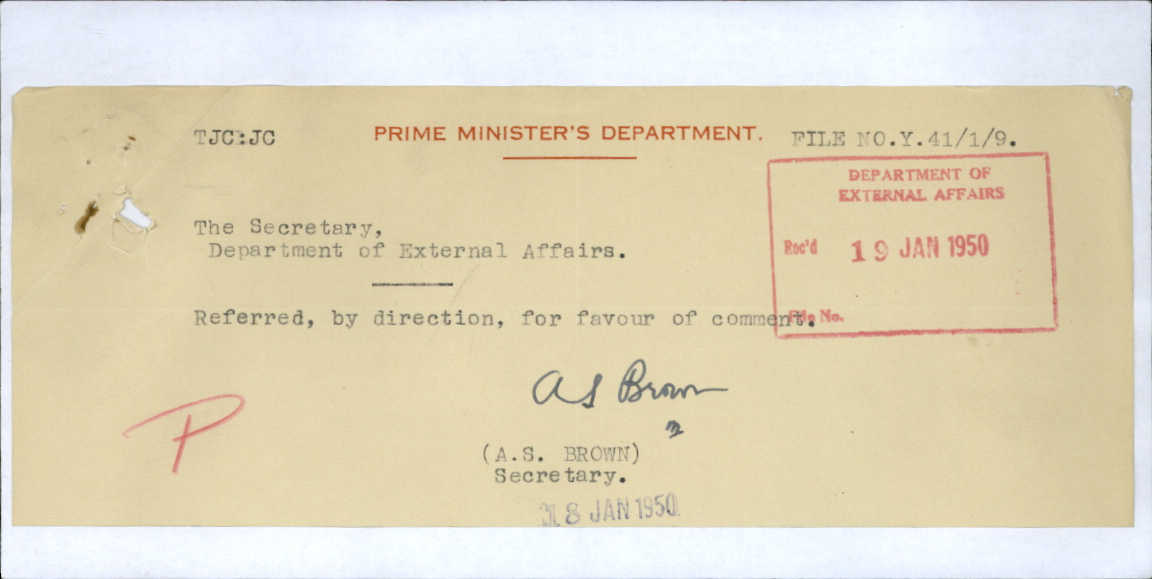 TJC:JC PRIME MINISTER'S DEPARTMENT. FILE NO.Y.41/1/9.
DEPARTMENT OF
EXTERNAL AFFAIRS
Rec'd 19 JAN 1950
File No.
The Secretary,
Department of External Affairs.
Referred, by direction, for favour of comment.
A S Brown
(A.S. BROWN)
Secretary.
18 JAN 1950
P